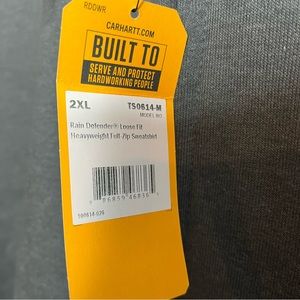 RDDWR
CARHARTT.COM
BUILT TO
SERVE AND PROTECT
HARDWORKING PEOPLE
2XL TS0614-M
MODEL NO.
Rain Defender® Loose Fit
Heavyweight Full-Zip Sweatshirt